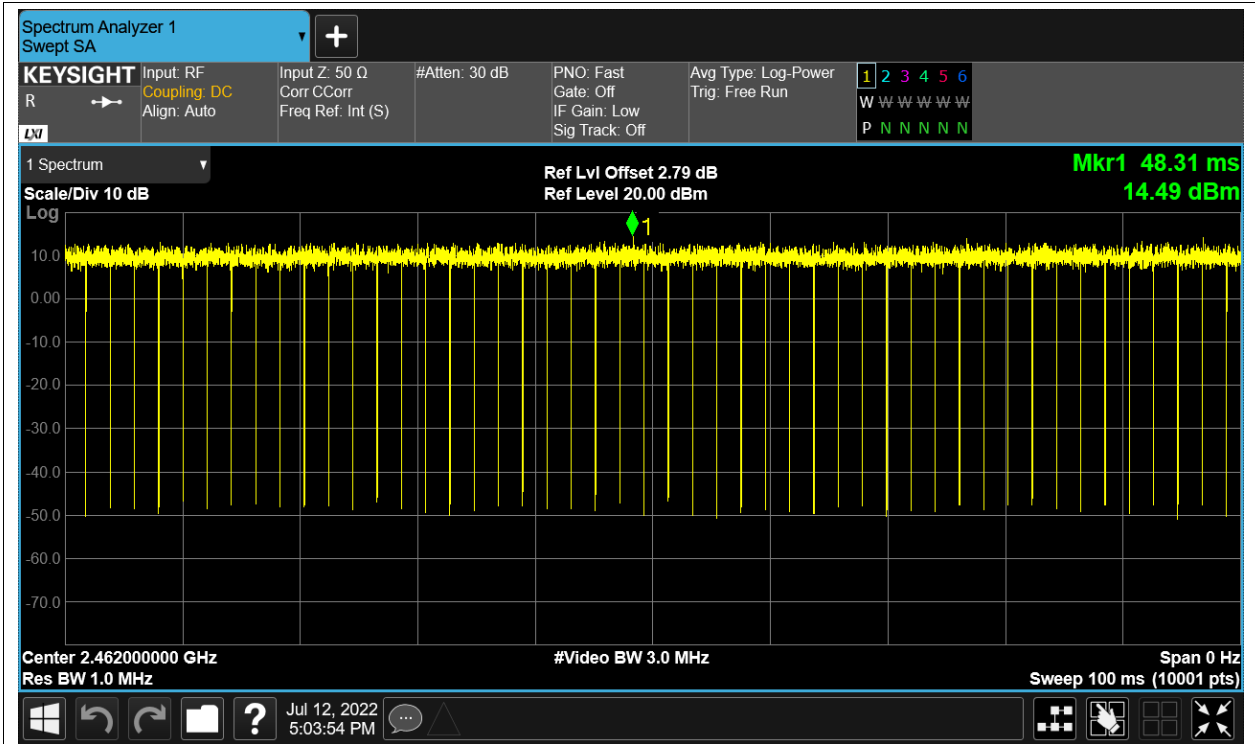 Spectrum Analyzer 1
Swept SA
KEYSIGHT
R
LXI
Input: RF
Coupling: DC
Align: Auto
Input Z: 50 Ω
Corr CCorr
Freq Ref: Int (S)
#Atten: 30 dB
PNO: Fast
Gate: Off
IF Gain: Low
Sig Track: Off
Avg Type: Log-Power
Trig: Free Run
1 2 3 4 5 6
W W W W W W
P N N N N N
1 Spectrum
Scale/Div 10 dB
Log
Ref Lvl Offset 2.79 dB
Ref Level 20.00 dBm
Mkr1 48.31 ms
14.49 dBm
1
10.0
0.00
-10.0
-20.0
-30.0
-40.0
-50.0
-60.0
-70.0
Center 2.462000000 GHz
Res BW 1.0 MHz
#Video BW 3.0 MHz
Span 0 Hz
Sweep 100 ms (10001 pts)
?
Jul 12, 2022
5:03:54 PM